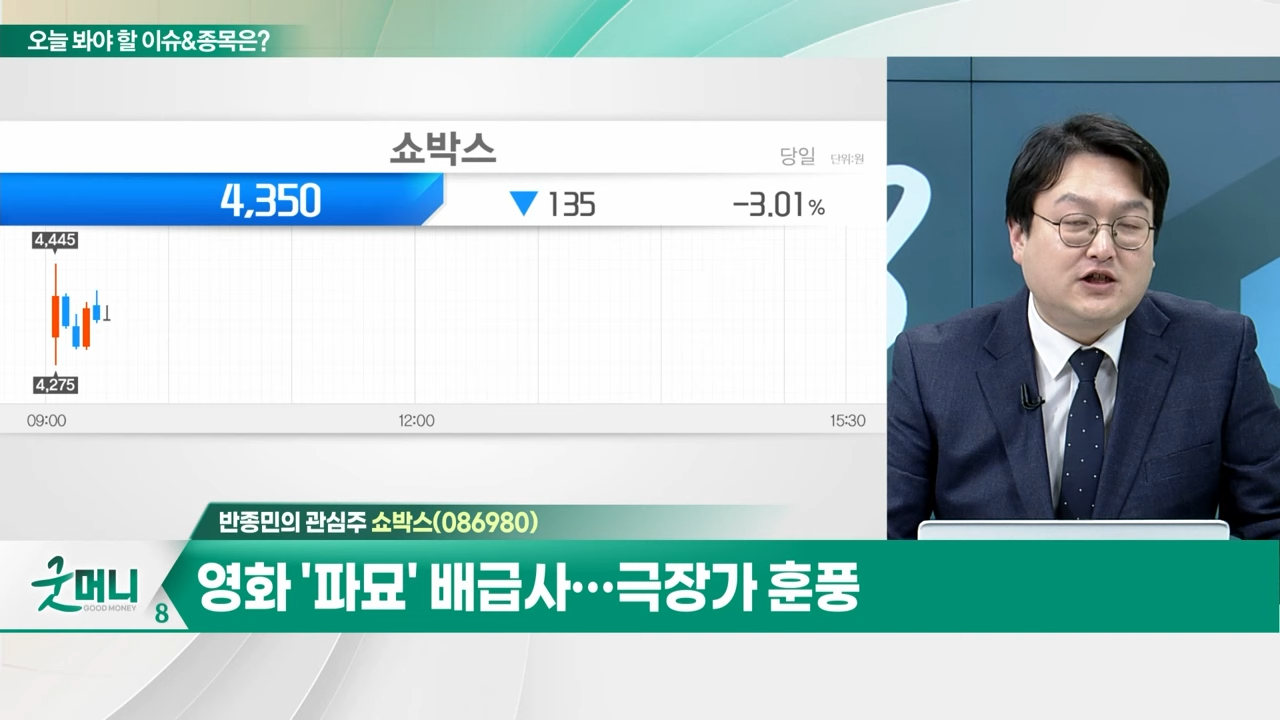 오늘 봐야 할 이슈&종목은?
쇼박스
당일 단위:원
4,350 ▼ 135 -3.01%
4,445
4,275
09:00 12:00 15:30
반종민의 관심주 쇼박스(086980)
굿머니
GOOD MONEY
8
영화 '파묘' 배급사…극장가 훈풍